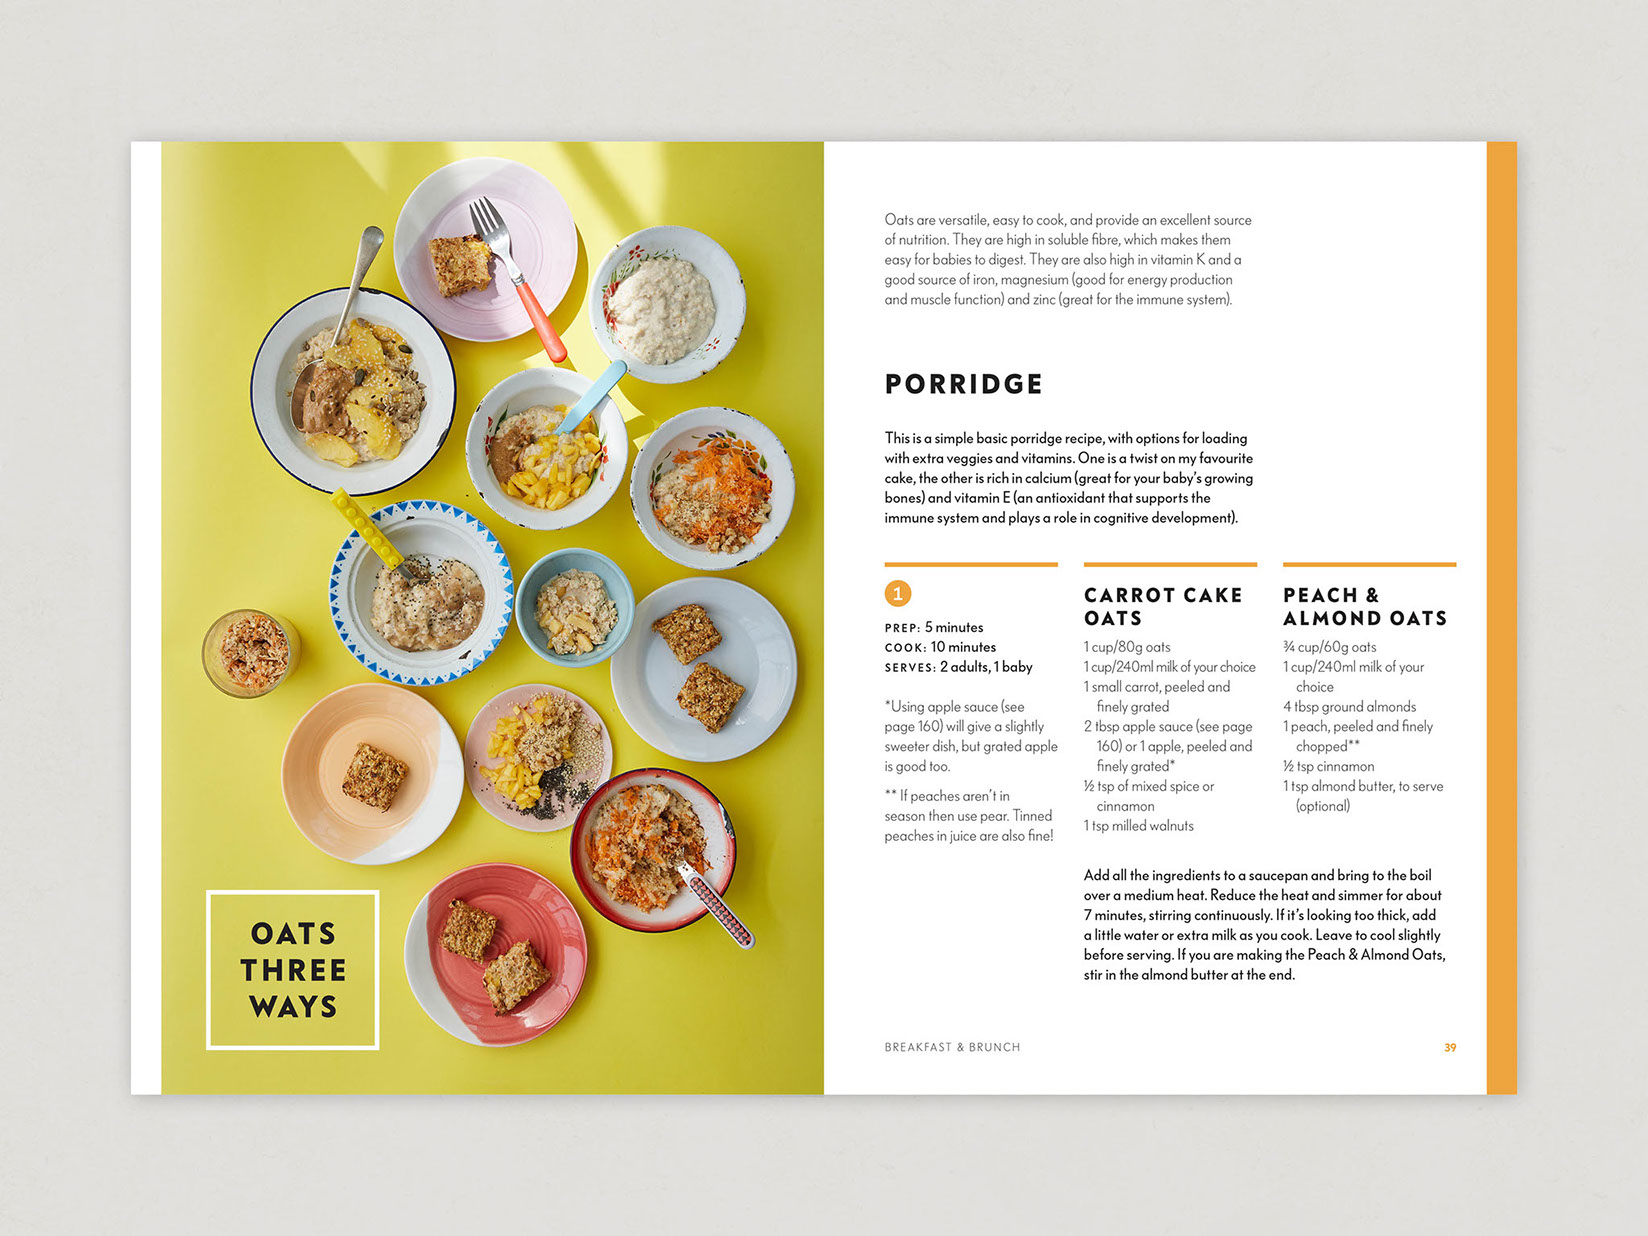 OATS
THREE
WAYS
Oats are versatile, easy to cook, and provide an excellent source
of nutrition. They are high in soluble fibre, which makes them
easy for babies to digest. They are also high in vitamin K and a
good source of iron, magnesium (good for energy production
and muscle function) and zinc (great for the immune system).
PORRIDGE
This is a simple basic porridge recipe, with options for loading
with extra veggies and vitamins. One is a twist on my favourite
cake, the other is rich in calcium (great for your baby's growing
bones) and vitamin E (an antioxidant that supports the
immune system and plays a role in cognitive development).
1
PREP: 5 minutes
COOK: 10 minutes
SERVES: 2 adults, 1 baby
*Using apple sauce (see
page 160) will give a slightly
sweeter dish, but grated apple
is good too.
** If peaches aren't in
season then use pear. Tinned
peaches in juice are also fine!
CARROT CAKE
OATS
1 cup/80g oats
1 cup/240ml milk of your choice
1 small carrot, peeled and
finely grated
2 tbsp apple sauce (see page
160) or 1 apple, peeled and
finely grated*
½ tsp of mixed spice or
cinnamon
1 tsp milled walnuts
PEACH &
ALMOND OATS
¾ cup/60g oats
1 cup/240ml milk of your
choice
4 tbsp ground almonds
1 peach, peeled and finely
chopped**
½ tsp cinnamon
1 tsp almond butter, to serve
(optional)
Add all the ingredients to a saucepan and bring to the boil
over a medium heat. Reduce the heat and simmer for about
7 minutes, stirring continuously. If it's looking too thick, add
a little water or extra milk as you cook. Leave to cool slightly
before serving. If you are making the Peach & Almond Oats,
stir in the almond butter at the end.
BREAKFAST & BRUNCH
39